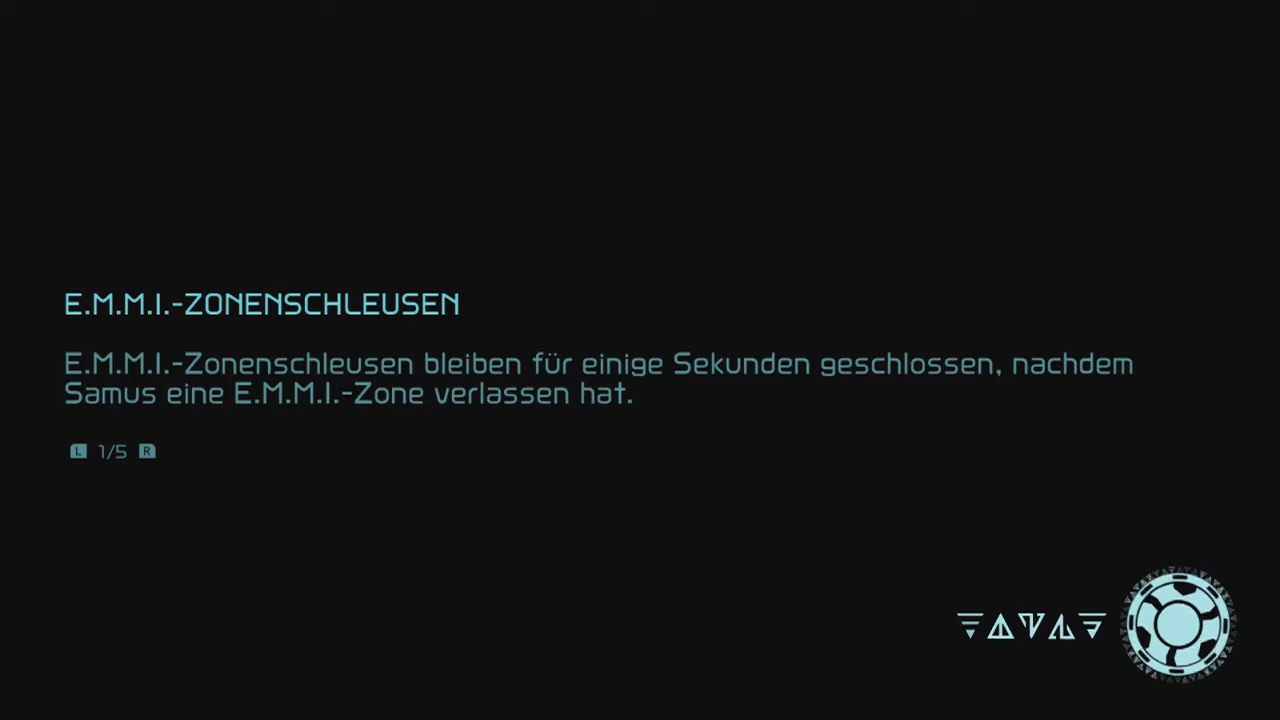 E.M.M.I.-ZONENSCHLEUSEN
E.M.M.I.-Zonenschleusen bleiben für einige Sekunden geschlossen, nachdem
Samus eine E.M.M.I.-Zone verlassen hat.
L 1/5 R